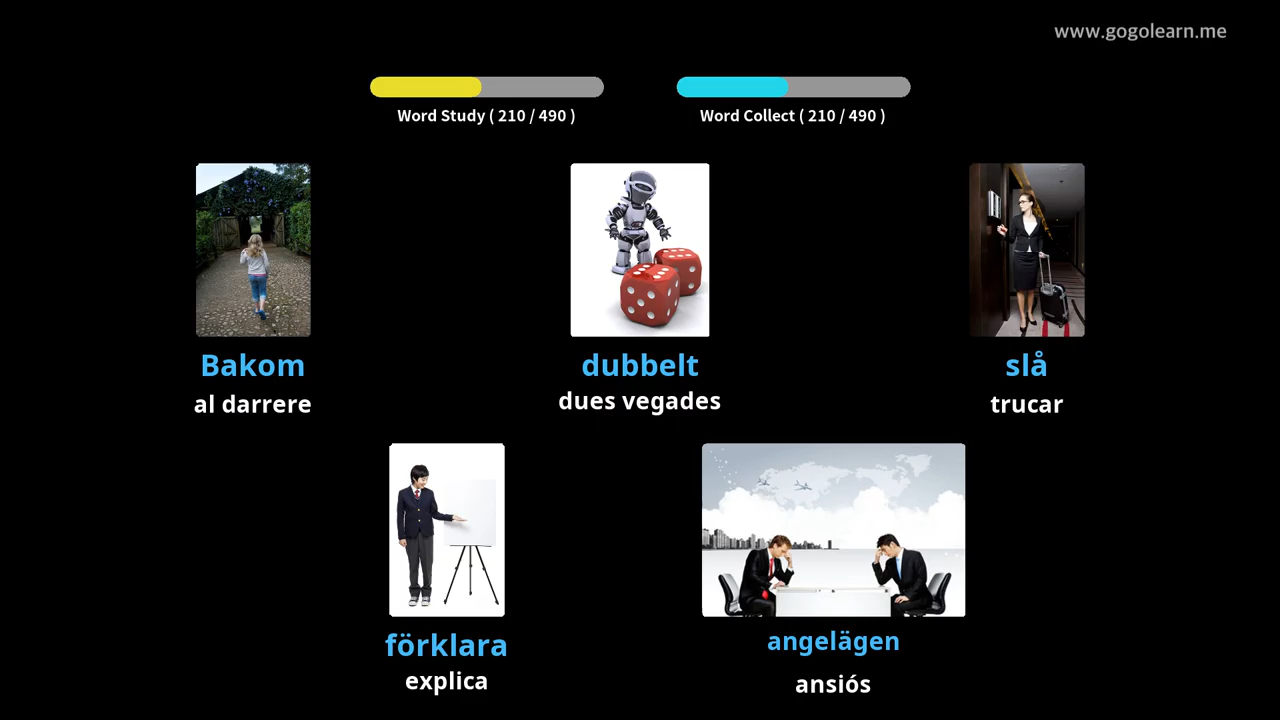 www.gogolearn.me
Word Study ( 210 / 490 )
Word Collect ( 210 / 490 )
Bakom
al darrere
dubbelt
dues vegades
slå
trucar
förklara
explica
angelägen
ansiós